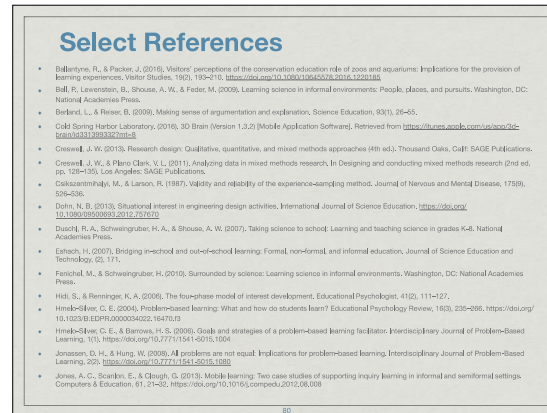 Select References
• Ballantyne, R., & Packer, J. (2016). Visitors' perceptions of the conservation education role of zoos and aquariums: Implications for the provision of
learning experiences. Visitor Studies, 19(2), 193–210. https://doi.org/10.1080/10645578.2016.1220185
• Bell, P., Lewenstein, B., Shouse, A. W., & Feder, M. (2009). Learning science in informal environments: People, places, and pursuits. Washington, DC:
National Academies Press.
• Berland, L., & Reiser, B. (2009). Making sense of argumentation and explanation. Science Education, 93(1), 26–55.
• Cold Spring Harbor Laboratory. (2016). 3D Brain (Version 1.3.2) [Mobile Application Software]. Retrieved from https://itunes.apple.com/us/app/3d-
brain/id331399332?mt=8
• Creswell, J. W. (2013). Research design: Qualitative, quantitative, and mixed methods approaches (4th ed.). Thousand Oaks, Calif: SAGE Publications.
• Creswell, J. W., & Plano Clark, V. L. (2011). Analyzing data in mixed methods research. In Designing and conducting mixed methods research (2nd ed,
pp. 128–135). Los Angeles: SAGE Publications.
• Csikszentmihalyi, M., & Larson, R. (1987). Validity and reliability of the experience-sampling method. Journal of Nervous and Mental Disease, 175(9),
526–536.
• Dohn, N. B. (2013). Situational interest in engineering design activities. International Journal of Science Education. https://doi.org/
10.1080/09500693.2012.757670
• Duschl, R. A., Schweingruber, H. A., & Shouse, A. W. (2007). Taking science to school: Learning and teaching science in grades K-8. National
Academies Press.
• Eshach, H. (2007). Bridging in-school and out-of-school learning: Formal, non-formal, and informal education. Journal of Science Education and
Technology, (2), 171.
• Fenichel, M., & Schweingruber, H. (2010). Surrounded by science: Learning science in informal environments. Washington, DC: National Academies
Press.
• Hidi, S., & Renninger, K. A. (2006). The four-phase model of interest development. Educational Psychologist, 41(2), 111–127.
• Hmelo-Silver, C. E. (2004). Problem-based learning: What and how do students learn? Educational Psychology Review, 16(3), 235–266. https://doi.org/
10.1023/B:EDPR.0000034022.16470.f3
• Hmelo-Silver, C. E., & Barrows, H. S. (2006). Goals and strategies of a problem-based learning facilitator. Interdisciplinary Journal of Problem-Based
Learning, 1(1). https://doi.org/10.7771/1541-5015.1004
• Jonassen, D. H., & Hung, W. (2008). All problems are not equal: Implications for problem-based learning. Interdisciplinary Journal of Problem-Based
Learning, 2(2). https://doi.org/10.7771/1541-5015.1080
• Jones, A. C., Scanlon, E., & Clough, G. (2013). Mobile learning: Two case studies of supporting inquiry learning in informal and semiformal settings.
Computers & Education, 61, 21–32. https://doi.org/10.1016/j.compedu.2012.08.008
80